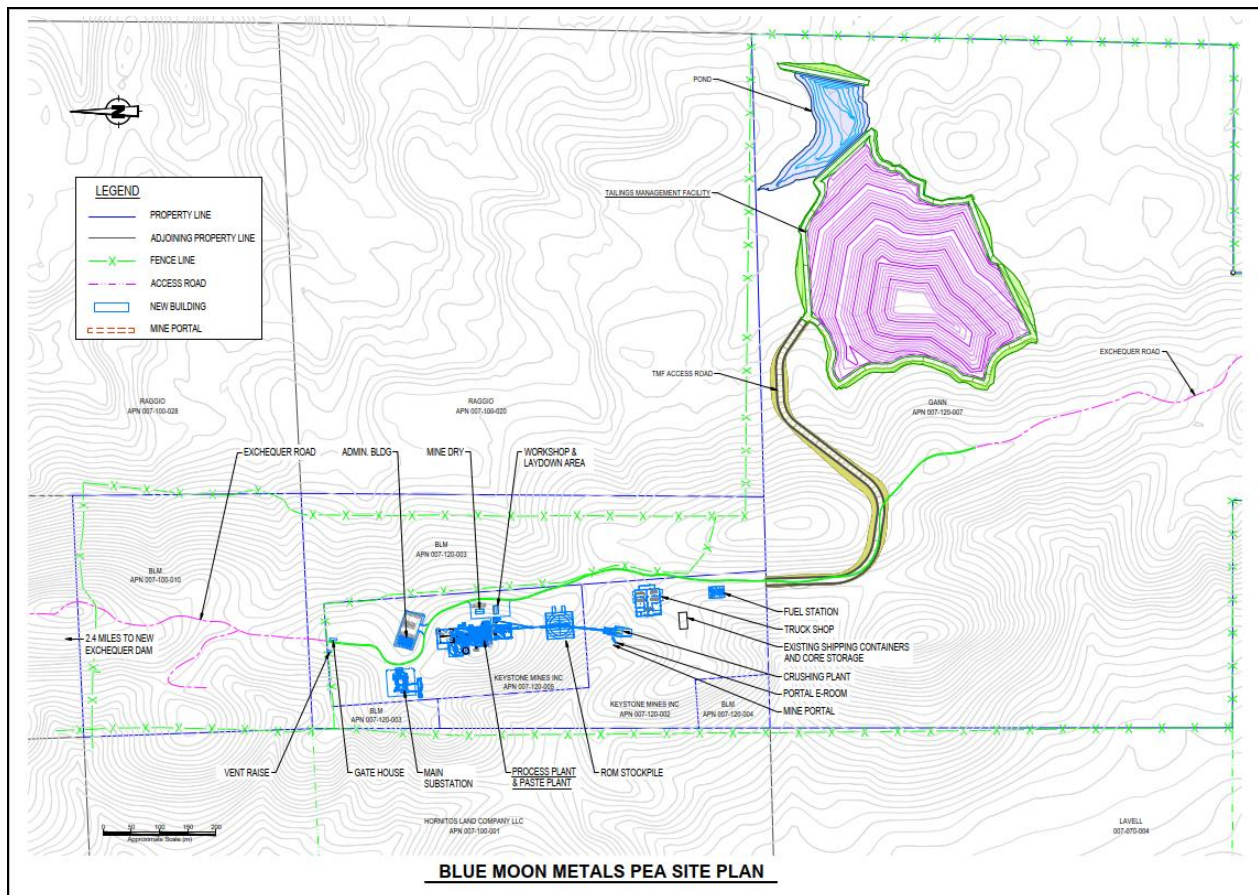 POND
N
TAILINGS MANAGEMENT FACILITY
LEGEND
PROPERTY LINE
ADJOINING PROPERTY LINE
FENCE LINE
ACCESS ROAD
NEW BUILDING
MINE PORTAL
EXCHEQUER ROAD
TMF ACCESS ROAD
RAGGIO
APN 007-100-028
RAGGIO
APN 007-100-020
GANN
APN 007-120-007
EXCHEQUER ROAD
ADMIN. BLDG
MINE DRY
WORKSHOP &
LAYDOWN AREA
BLM
APN 007-100-010
BLM
APN 007-120-003
2.4 MILES TO NEW
EXCHEQUER DAM
FUEL STATION
TRUCK SHOP
EXISTING SHIPPING CONTAINERS
AND CORE STORAGE
CRUSHING PLANT
PORTAL E-ROOM
MINE PORTAL
KEYSTONE MINES INC
APN 007-120-005
KEYSTONE MINES INC
APN 007-120-002
BLM
APN 007-120-004
BLM
APN 007-120-003
VENT RAISE
GATE HOUSE
MAIN
SUBSTATION
PROCESS PLANT
& PASTE PLANT
ROM STOCKPILE
HORNITOS LAND COMPANY LLC
APN 007-100-001
LAVELL
007-070-004
0 50 100 150 200
Approximate Scale (m)
BLUE MOON METALS PEA SITE PLAN